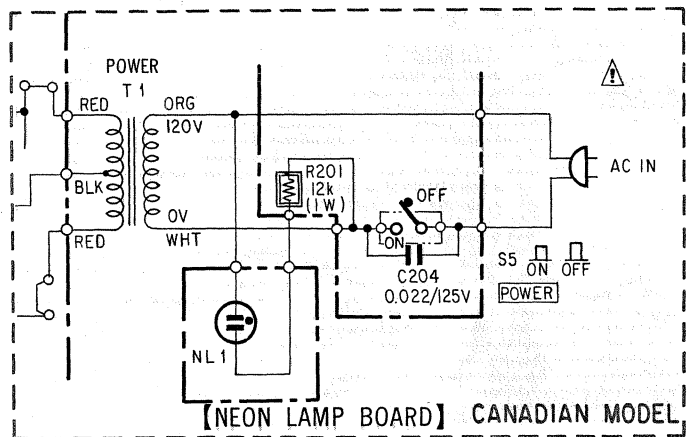 POWER
T1
RED
ORG
120V
BLK
RED
0V
WHT
R201
12k
(1W)
OFF
ON
C204
0.022/125V
AC IN
S5 ON OFF
POWER
NL1
【NEON LAMP BOARD】 CANADIAN MODEL